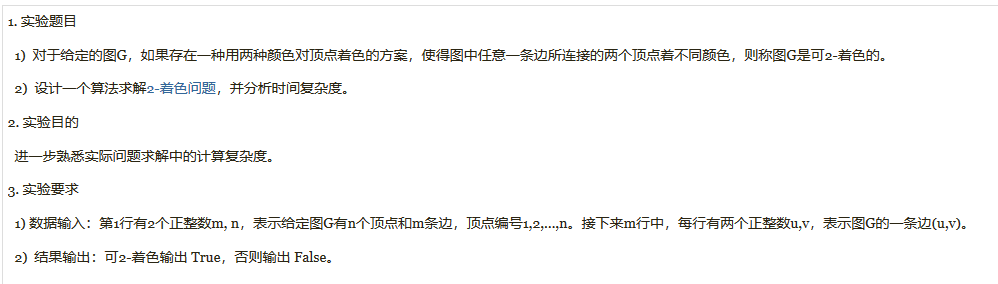 1. 实验题目
1) 对于给定的图G，如果存在一种用两种颜色对顶点着色的方案，使得图中任意一条边所连接的两个顶点着不同颜色，则称图G是可2-着色的。
2) 设计一个算法求解2-着色问题，并分析时间复杂度。
2. 实验目的
进一步熟悉实际问题求解中的计算复杂度。
3. 实验要求
1) 数据输入：第1行有2个正整数m, n，表示给定图G有n个顶点和m条边，顶点编号1,2,...,n。接下来m行中，每行有两个正整数u,v，表示图G的一条边(u,v)。
2) 结果输出：可2-着色输出 True，否则输出 False。